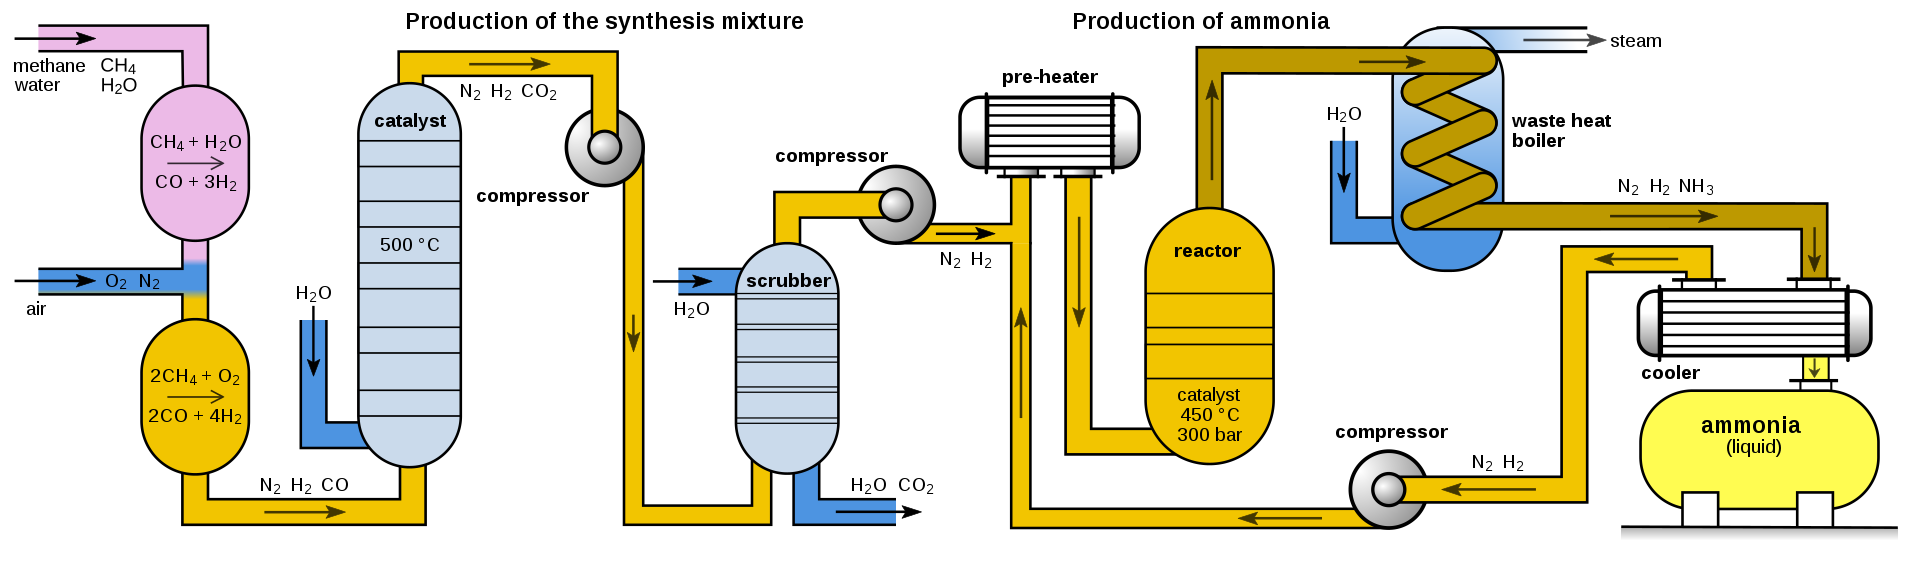 Production of the synthesis mixture
Production of ammonia
methane CH₄
water H₂O
CH₄ + H₂O
CO + 3H₂
O₂ N₂
air
2CH₄ + O₂
2CO + 4H₂
N₂ H₂ CO
H₂O
catalyst
500 °C
N₂ H₂ CO₂
compressor
H₂O
scrubber
H₂O CO₂
compressor
N₂ H₂
pre-heater
reactor
catalyst
450 °C
300 bar
H₂O
steam
waste heat
boiler
N₂ H₂ NH₃
cooler
ammonia
(liquid)
compressor
N₂ H₂